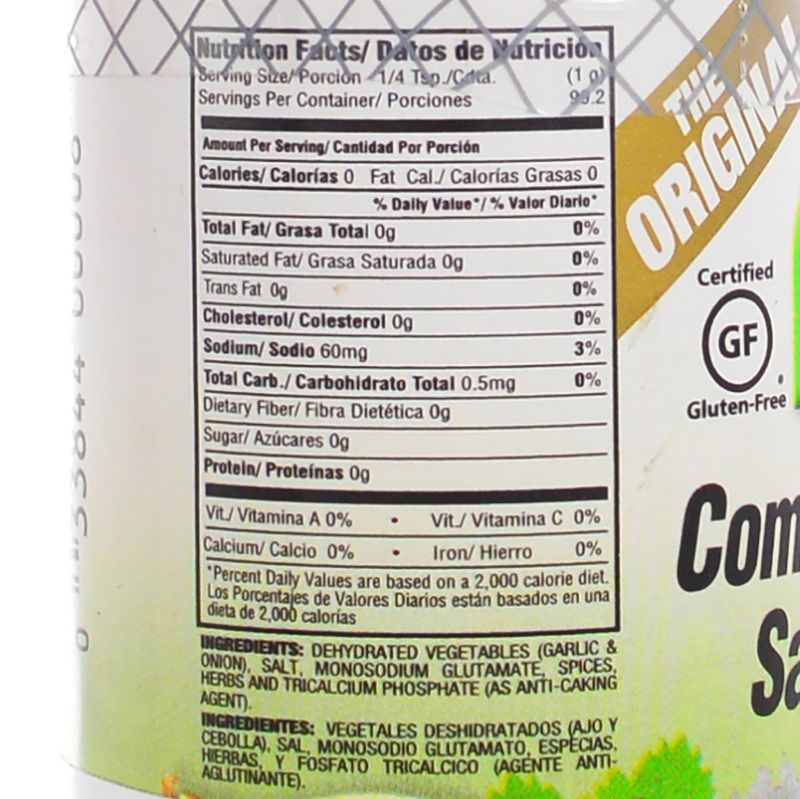 Nutrition Facts/ Datos de Nutrición
Serving Size/ Porción 1/4 Tsp./Cdta. (1 g)
Servings Per Container/ Porciones 99.2
Amount Per Serving/ Cantidad Por Porción
Calories/ Calorías 0 Fat Cal./ Calorías Grasas 0
% Daily Value*/ % Valor Diario*
Total Fat/ Grasa Total 0g 0%
Saturated Fat/ Grasa Saturada 0g 0%
Trans Fat 0g 0%
Cholesterol/ Colesterol 0g 0%
Sodium/ Sodio 60mg 3%
Total Carb./ Carbohidrato Total 0.5mg 0%
Dietary Fiber/ Fibra Dietética 0g
Sugar/ Azúcares 0g
Protein/ Proteínas 0g
Vit./ Vitamina A 0% • Vit./ Vitamina C 0%
Calcium/ Calcio 0% • Iron/ Hierro 0%
*Percent Daily Values are based on a 2,000 calorie diet.
Los Porcentajes de Valores Diarios están basados en una
dieta de 2,000 calorías
INGREDIENTS: DEHYDRATED VEGETABLES (GARLIC &
ONION), SALT, MONOSODIUM GLUTAMATE, SPICES,
HERBS AND TRICALCIUM PHOSPHATE (AS ANTI-CAKING
AGENT).
INGREDIENTES: VEGETALES DESHIDRATADOS (AJO Y
CEBOLLA), SAL, MONOSODIO GLUTAMATO, ESPECIAS,
HIERBAS, Y FOSFATO TRICALCICO (AGENTE ANTI-
AGLUTINANTE).
THE
ORIGINAL
Certified
GF
Gluten-Free
Com
Sa